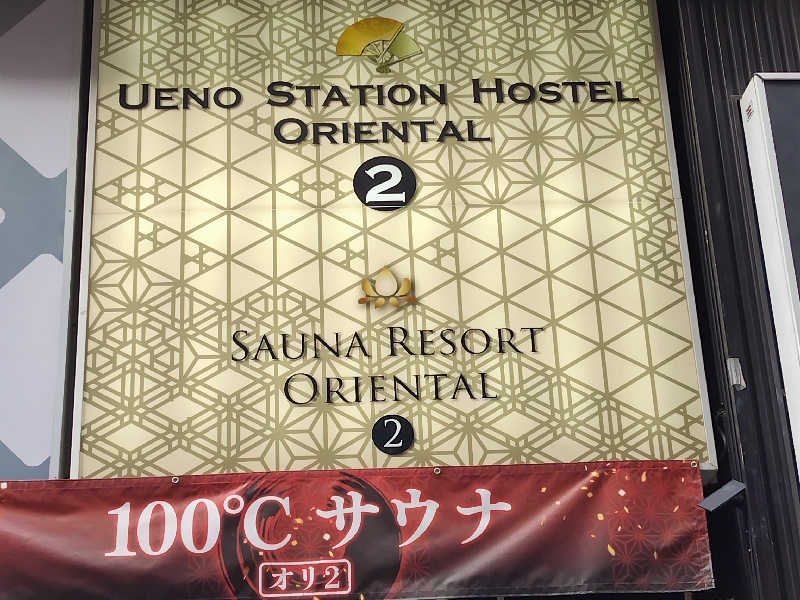 UENO STATION HOSTEL
ORIENTAL
2
SAUNA RESORT
ORIENTAL
2
100℃ サウナ
オリ2